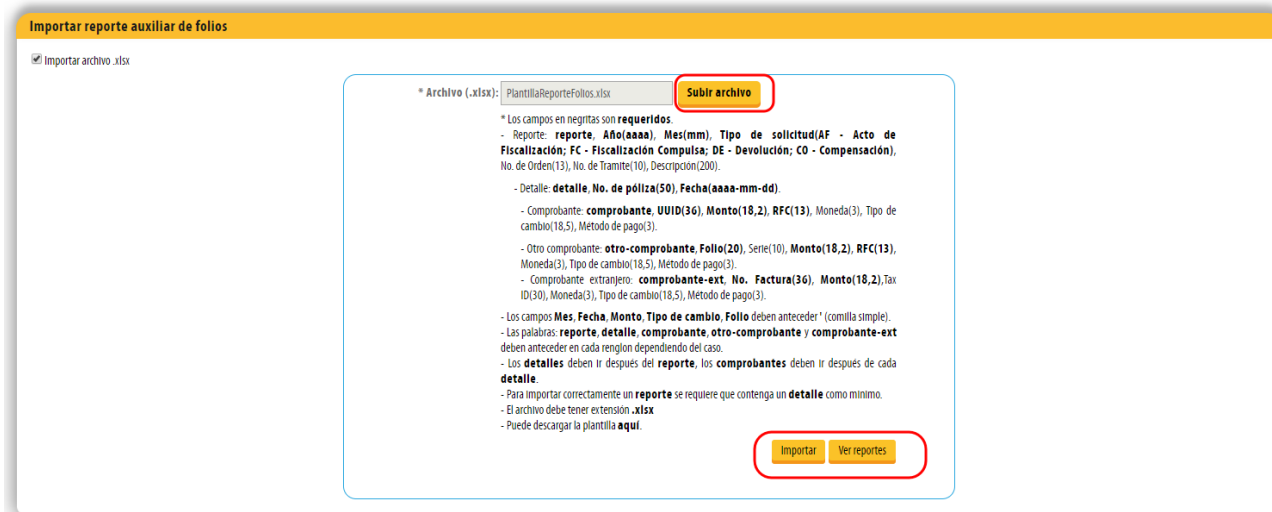 Importar reporte auxiliar de folios
Importar archivo .xlsx
* Archivo (.xlsx): PlantillaReporteFolios.xlsx Subir archivo
* Los campos en negritas son requeridos.
- Reporte: reporte, Año(aaaa), Mes(mm), Tipo de solicitud(AF - Acto de
Fiscalización; FC - Fiscalización Compulsa; DE - Devolución; CO - Compensación),
No. de Orden(13), No. de Tramite(10), Descripción(200).
- Detalle: detalle, No. de póliza(50), Fecha(aaaa-mm-dd).
- Comprobante: comprobante, UUID(36), Monto(18,2), RFC(13), Moneda(3), Tipo de
cambio(18,5), Método de pago(3).
- Otro comprobante: otro-comprobante, Folio(20), Serie(10), Monto(18,2), RFC(13),
Moneda(3), Tipo de cambio(18,5), Método de pago(3).
- Comprobante extranjero: comprobante-ext, No. Factura(36), Monto(18,2),Tax
ID(30), Moneda(3), Tipo de cambio(18,5), Método de pago(3).
- Los campos Mes, Fecha, Monto, Tipo de cambio, Folio deben anteceder ' (comilla simple).
- Las palabras: reporte, detalle, comprobante, otro-comprobante y comprobante-ext
deben anteceder en cada renglon dependiendo del caso.
- Los detalles deben ir después del reporte, los comprobantes deben ir después de cada
detalle.
- Para importar correctamente un reporte se requiere que contenga un detalle como mínimo.
- El archivo debe tener extensión .xlsx
- Puede descargar la plantilla aquí.
Importar Ver reportes